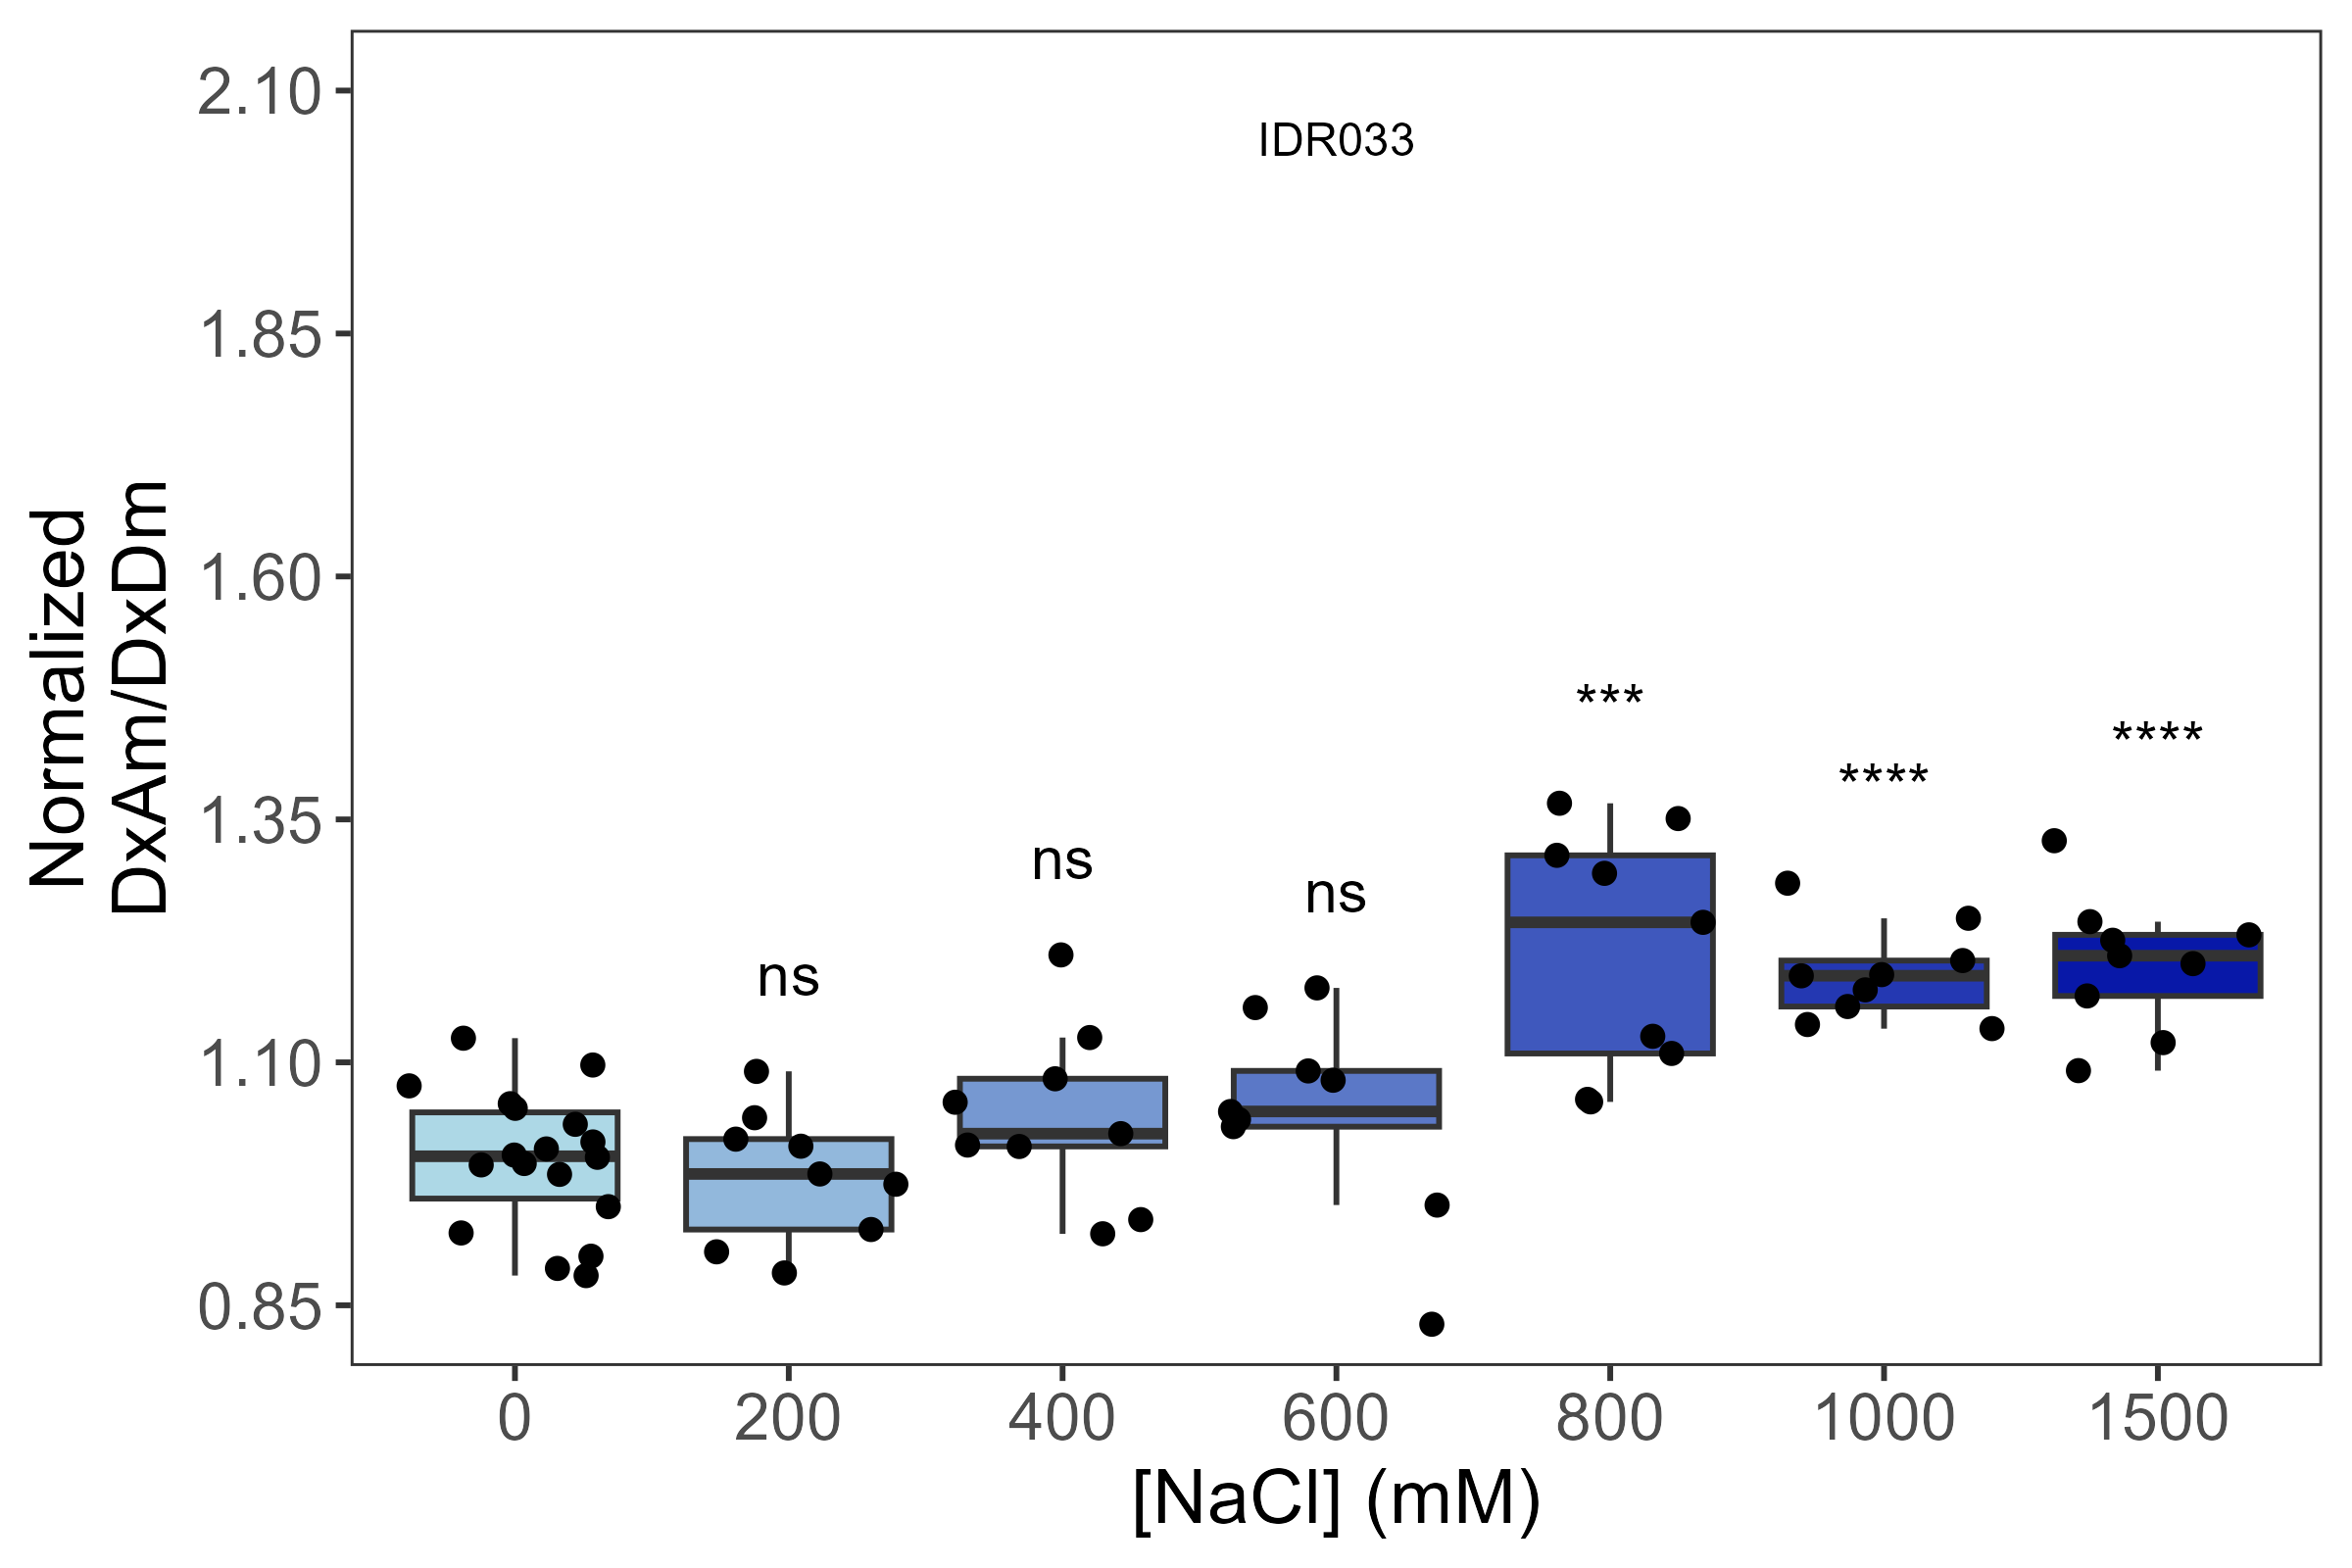 IDR033
2.10
1.85
1.60
1.35
1.10
0.85
Normalized
DxAm/DxDm
ns
ns
ns
***
****
****
0
200
400
600
800
1000
1500
[NaCl] (mM)